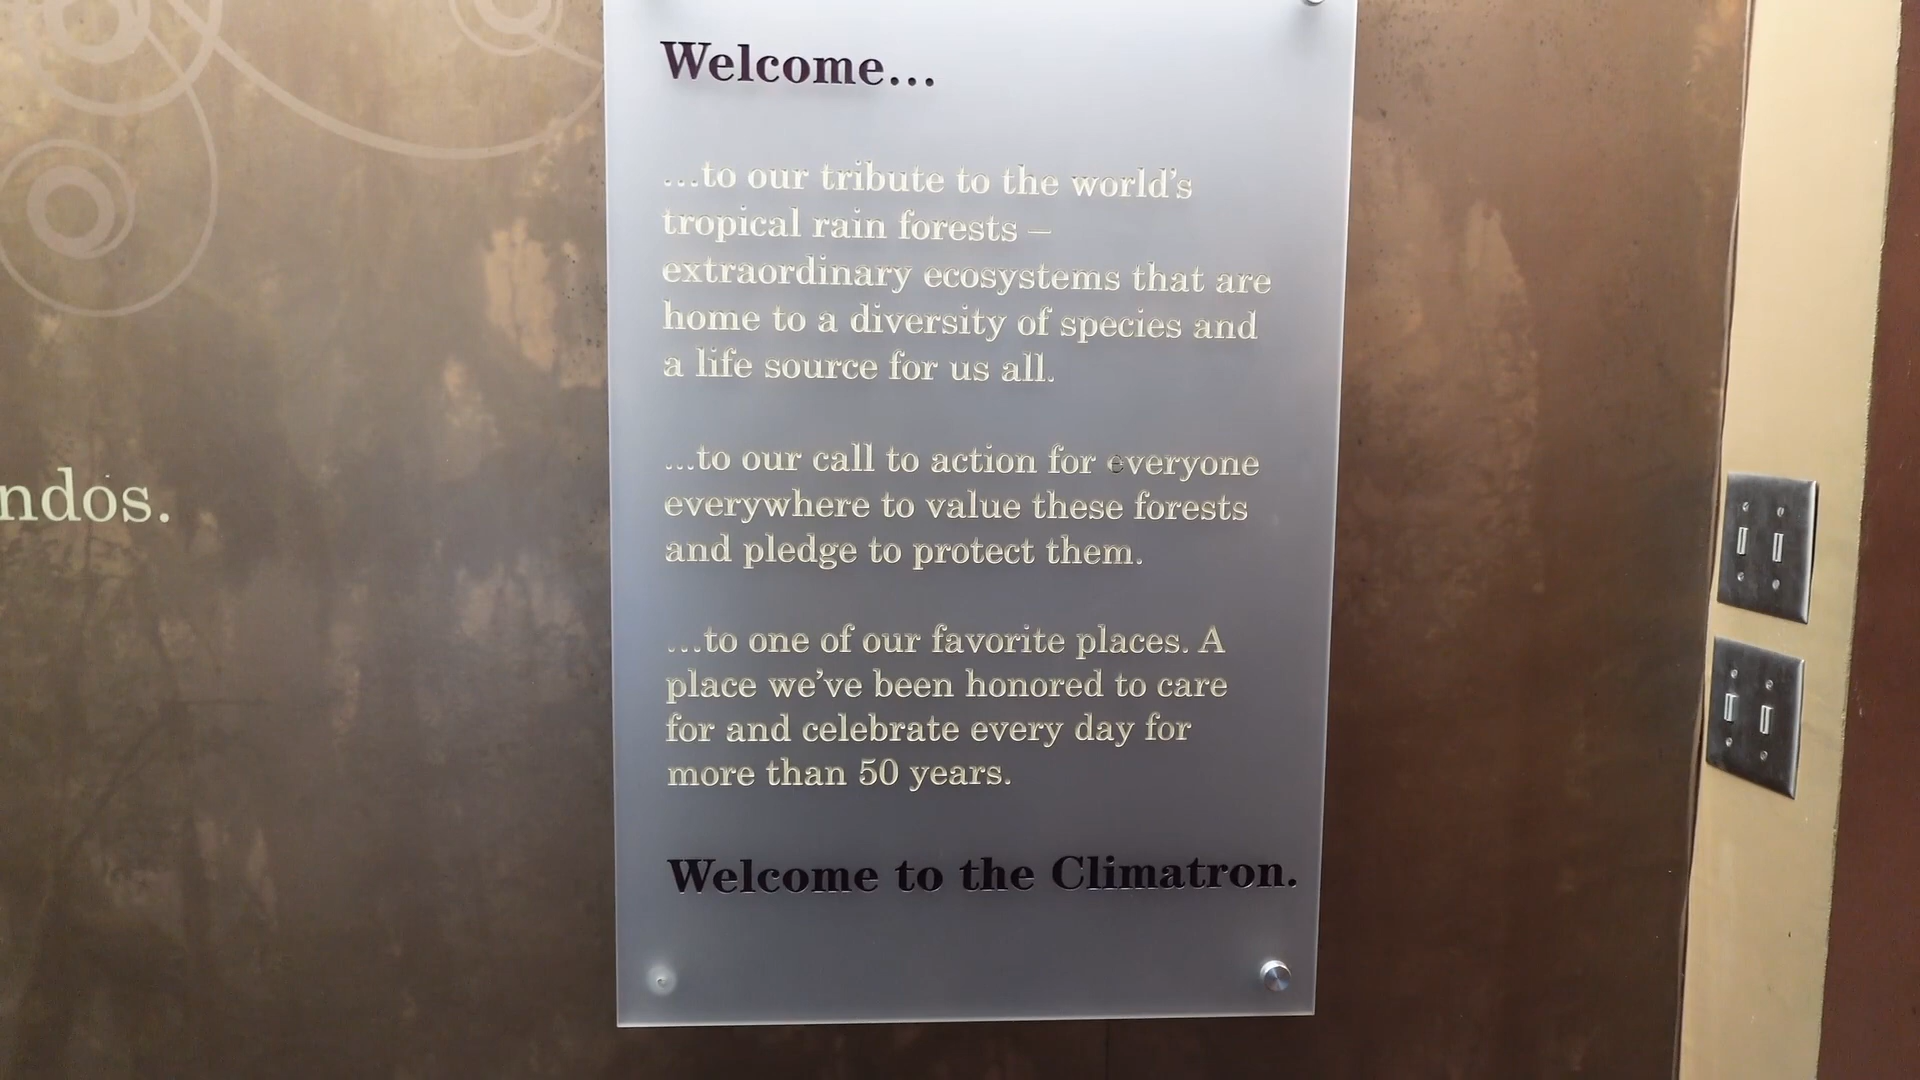 ndos.
Welcome...
...to our tribute to the world's
tropical rain forests –
extraordinary ecosystems that are
home to a diversity of species and
a life source for us all.
...to our call to action for everyone
everywhere to value these forests
and pledge to protect them.
...to one of our favorite places. A
place we've been honored to care
for and celebrate every day for
more than 50 years.
Welcome to the Climatron.